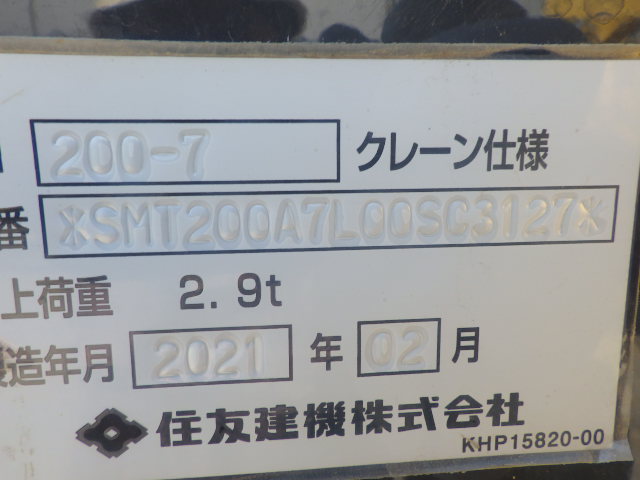 200-7 クレーン仕様
番 *SMT200A7L00SC3127*
上荷重 2.9t
製造年月 2021 年 02 月
住友建機株式会社
KHP15820-00